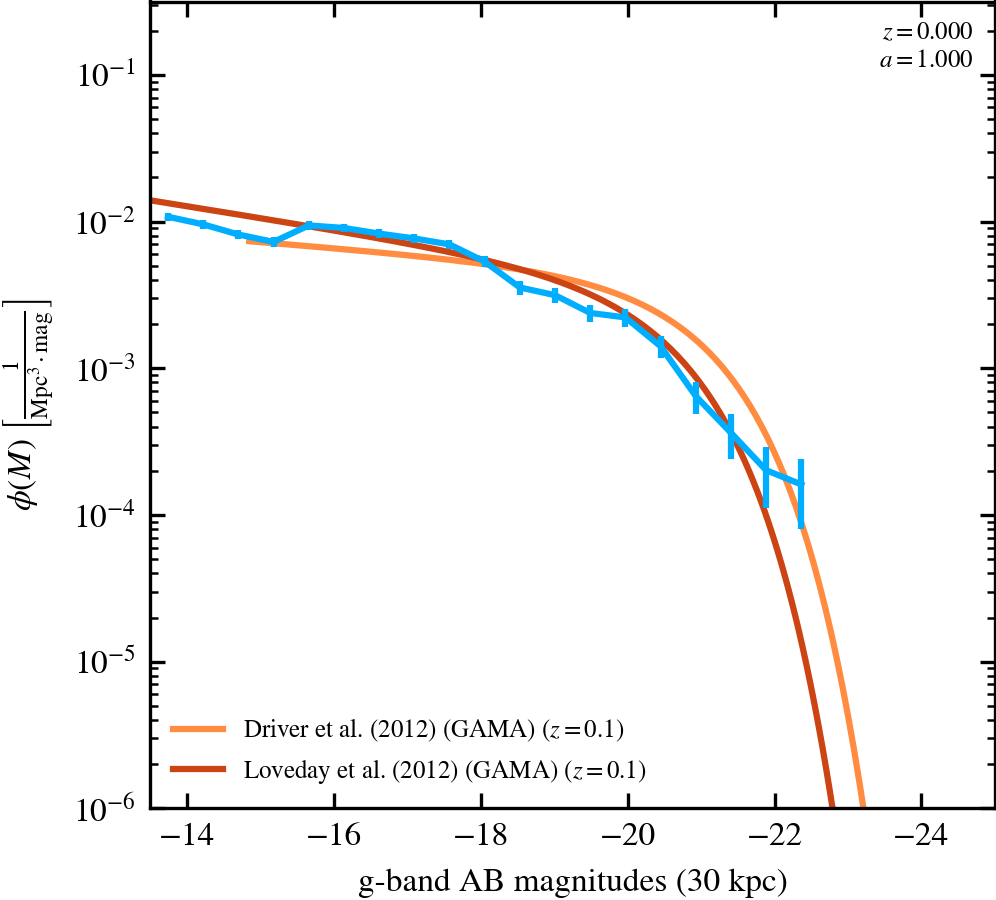 z = 0.000
a = 1.000
10⁻¹
10⁻²
10⁻³
10⁻⁴
10⁻⁵
10⁻⁶
ϕ(M) [1 / Mpc³ · mag]
Driver et al. (2012) (GAMA) (z = 0.1)
Loveday et al. (2012) (GAMA) (z = 0.1)
−14 −16 −18 −20 −22 −24
g-band AB magnitudes (30 kpc)